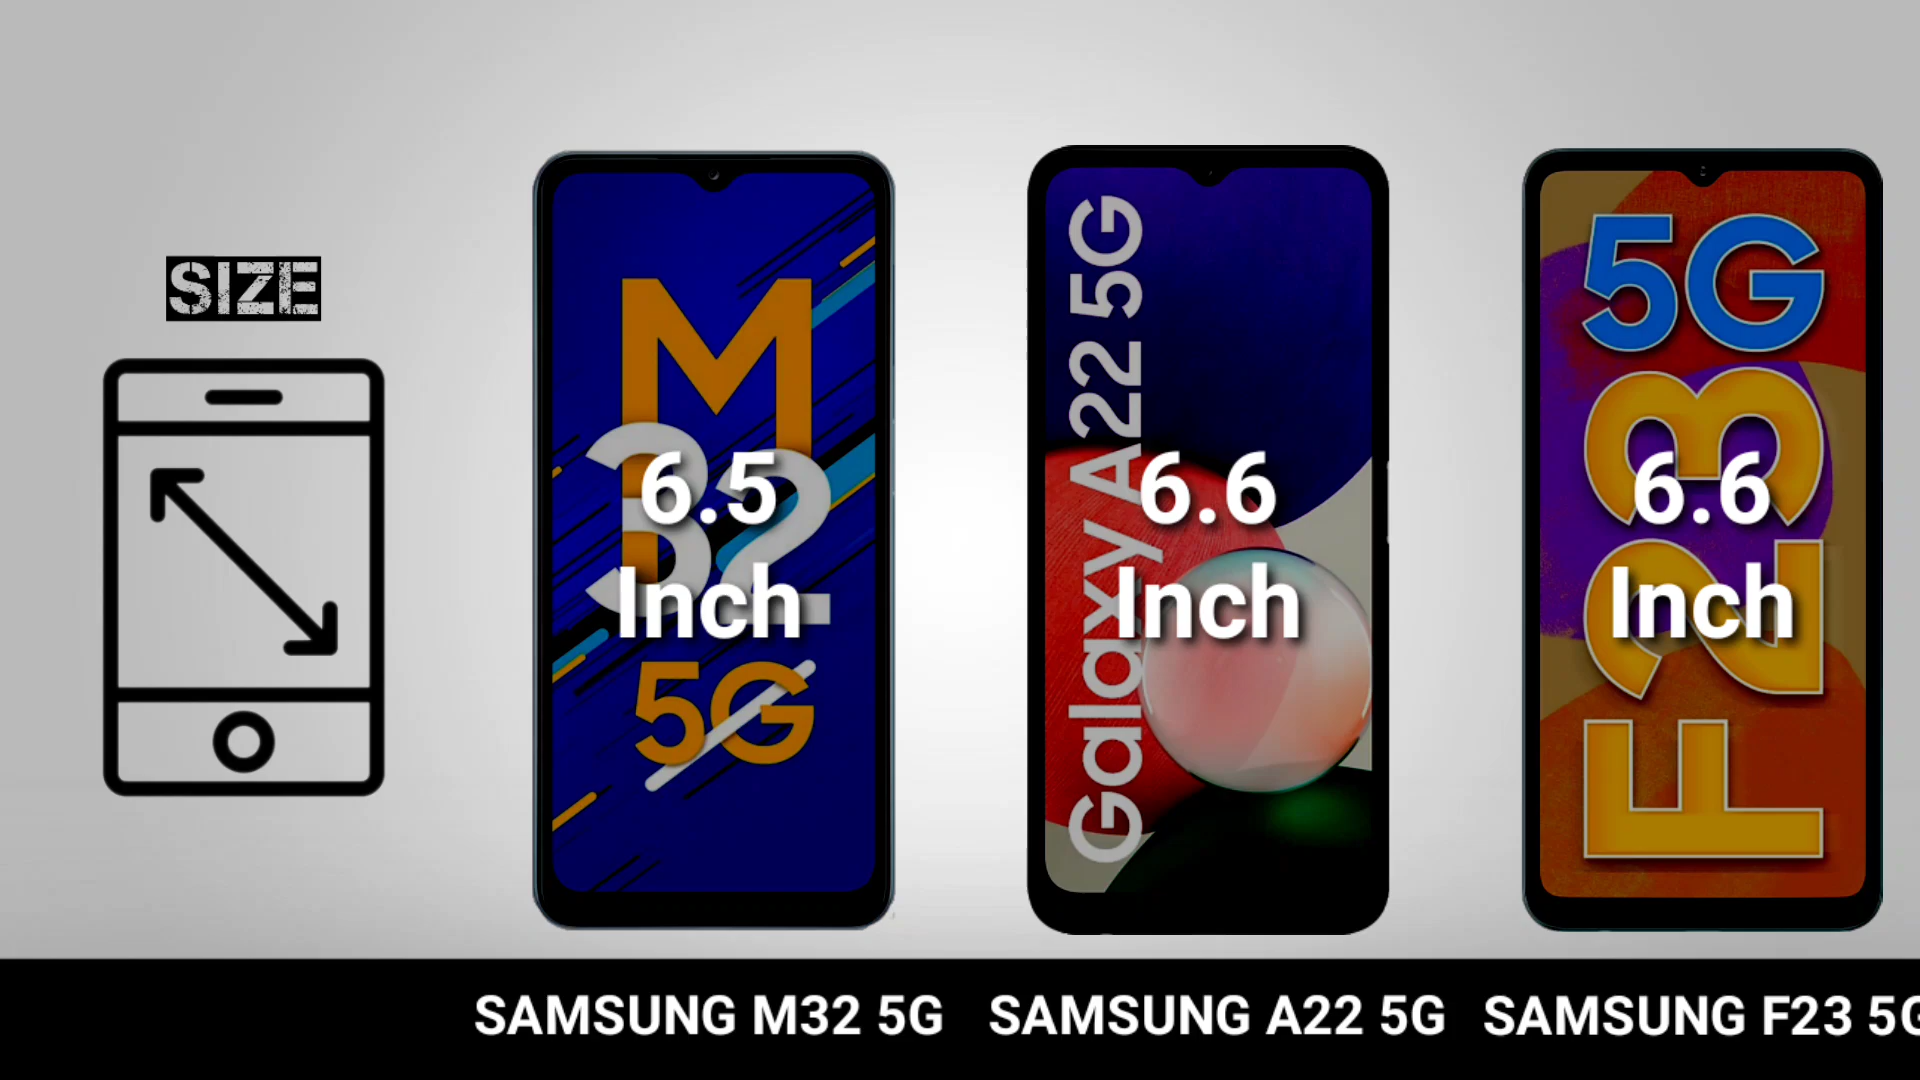 SIZE
M
32
5G
6.5
Inch
Galaxy A22 5G
6.6
Inch
5G
F23
6.6
Inch
SAMSUNG M32 5G
SAMSUNG A22 5G
SAMSUNG F23 5G